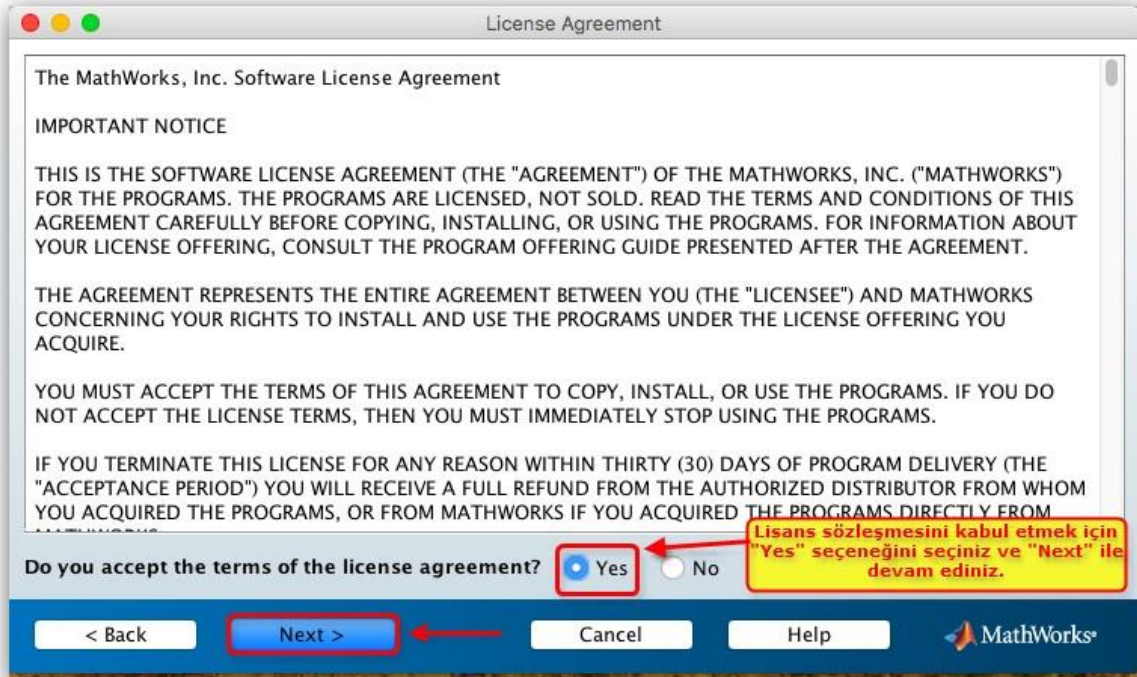 License Agreement
The MathWorks, Inc. Software License Agreement
IMPORTANT NOTICE
THIS IS THE SOFTWARE LICENSE AGREEMENT (THE "AGREEMENT") OF THE MATHWORKS, INC. ("MATHWORKS")
FOR THE PROGRAMS. THE PROGRAMS ARE LICENSED, NOT SOLD. READ THE TERMS AND CONDITIONS OF THIS
AGREEMENT CAREFULLY BEFORE COPYING, INSTALLING, OR USING THE PROGRAMS. FOR INFORMATION ABOUT
YOUR LICENSE OFFERING, CONSULT THE PROGRAM OFFERING GUIDE PRESENTED AFTER THE AGREEMENT.
THE AGREEMENT REPRESENTS THE ENTIRE AGREEMENT BETWEEN YOU (THE "LICENSEE") AND MATHWORKS
CONCERNING YOUR RIGHTS TO INSTALL AND USE THE PROGRAMS UNDER THE LICENSE OFFERING YOU
ACQUIRE.
YOU MUST ACCEPT THE TERMS OF THIS AGREEMENT TO COPY, INSTALL, OR USE THE PROGRAMS. IF YOU DO
NOT ACCEPT THE LICENSE TERMS, THEN YOU MUST IMMEDIATELY STOP USING THE PROGRAMS.
IF YOU TERMINATE THIS LICENSE FOR ANY REASON WITHIN THIRTY (30) DAYS OF PROGRAM DELIVERY (THE
"ACCEPTANCE PERIOD") YOU WILL RECEIVE A FULL REFUND FROM THE AUTHORIZED DISTRIBUTOR FROM WHOM
YOU ACQUIRED THE PROGRAMS, OR FROM MATHWORKS IF YOU ACQUIRED THE PROGRAMS DIRECTLY FROM
Lisans sözleşmesini kabul etmek için
"Yes" seçeneğini seçiniz ve "Next" ile
devam ediniz.
Do you accept the terms of the license agreement? Yes No
< Back Next > Cancel Help MathWorks®